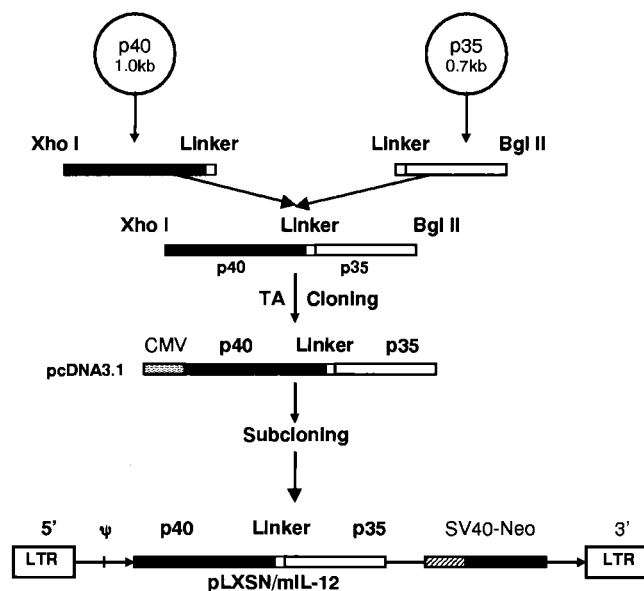 p40 p35
1.0kb 0.7kb
Xho I Linker Linker Bgl II
Xho I Linker Bgl II
p40 p35
TA Cloning
CMV p40 Linker p35
pcDNA3.1
Subcloning
5' ψ p40 Linker p35 SV40-Neo 3'
LTR LTR
pLXSN/mIL-12